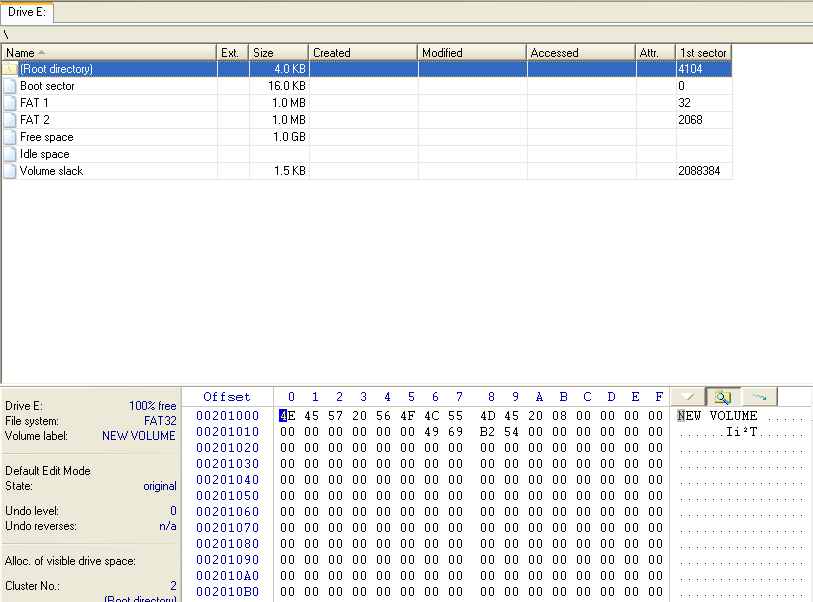 Drive E:
\
Name Ext. Size Created Modified Accessed Attr. 1st sector
(Root directory) 4.0 KB 4104
Boot sector 16.0 KB 0
FAT 1 1.0 MB 32
FAT 2 1.0 MB 2068
Free space 1.0 GB
Idle space
Volume slack 1.5 KB 2088384
Drive E: 100% free
File system: FAT32
Volume label: NEW VOLUME
Default Edit Mode
State: original
Undo level: 0
Undo reverses: n/a
Alloc. of visible drive space:
Cluster No.: 2
(Root directory)
Offset 0 1 2 3 4 5 6 7 8 9 A B C D E F
00201000 4E 45 57 20 56 4F 4C 55 4D 45 20 08 00 00 00 00 NEW VOLUME .....
00201010 00 00 00 00 00 00 49 69 B2 54 00 00 00 00 00 00 ......Ii²T......
00201020 00 00 00 00 00 00 00 00 00 00 00 00 00 00 00 00 ................
00201030 00 00 00 00 00 00 00 00 00 00 00 00 00 00 00 00 ................
00201040 00 00 00 00 00 00 00 00 00 00 00 00 00 00 00 00 ................
00201050 00 00 00 00 00 00 00 00 00 00 00 00 00 00 00 00 ................
00201060 00 00 00 00 00 00 00 00 00 00 00 00 00 00 00 00 ................
00201070 00 00 00 00 00 00 00 00 00 00 00 00 00 00 00 00 ................
00201080 00 00 00 00 00 00 00 00 00 00 00 00 00 00 00 00 ................
00201090 00 00 00 00 00 00 00 00 00 00 00 00 00 00 00 00 ................
002010A0 00 00 00 00 00 00 00 00 00 00 00 00 00 00 00 00 ................
002010B0 00 00 00 00 00 00 00 00 00 00 00 00 00 00 00 00 ................